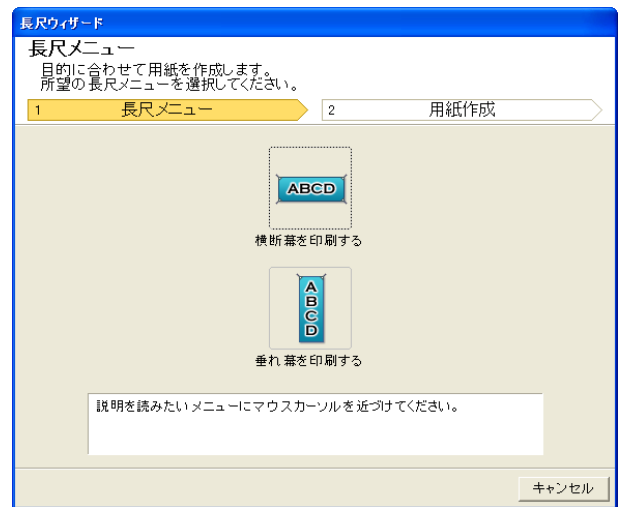 長尺ウィザード
長尺メニュー
目的に合わせて用紙を作成します。
所望の長尺メニューを選択してください。
1 長尺メニュー 2 用紙作成
ABCD
横断幕を印刷する
A
B
C
D
垂れ幕を印刷する
説明を読みたいメニューにマウスカーソルを近づけてください。
キャンセル